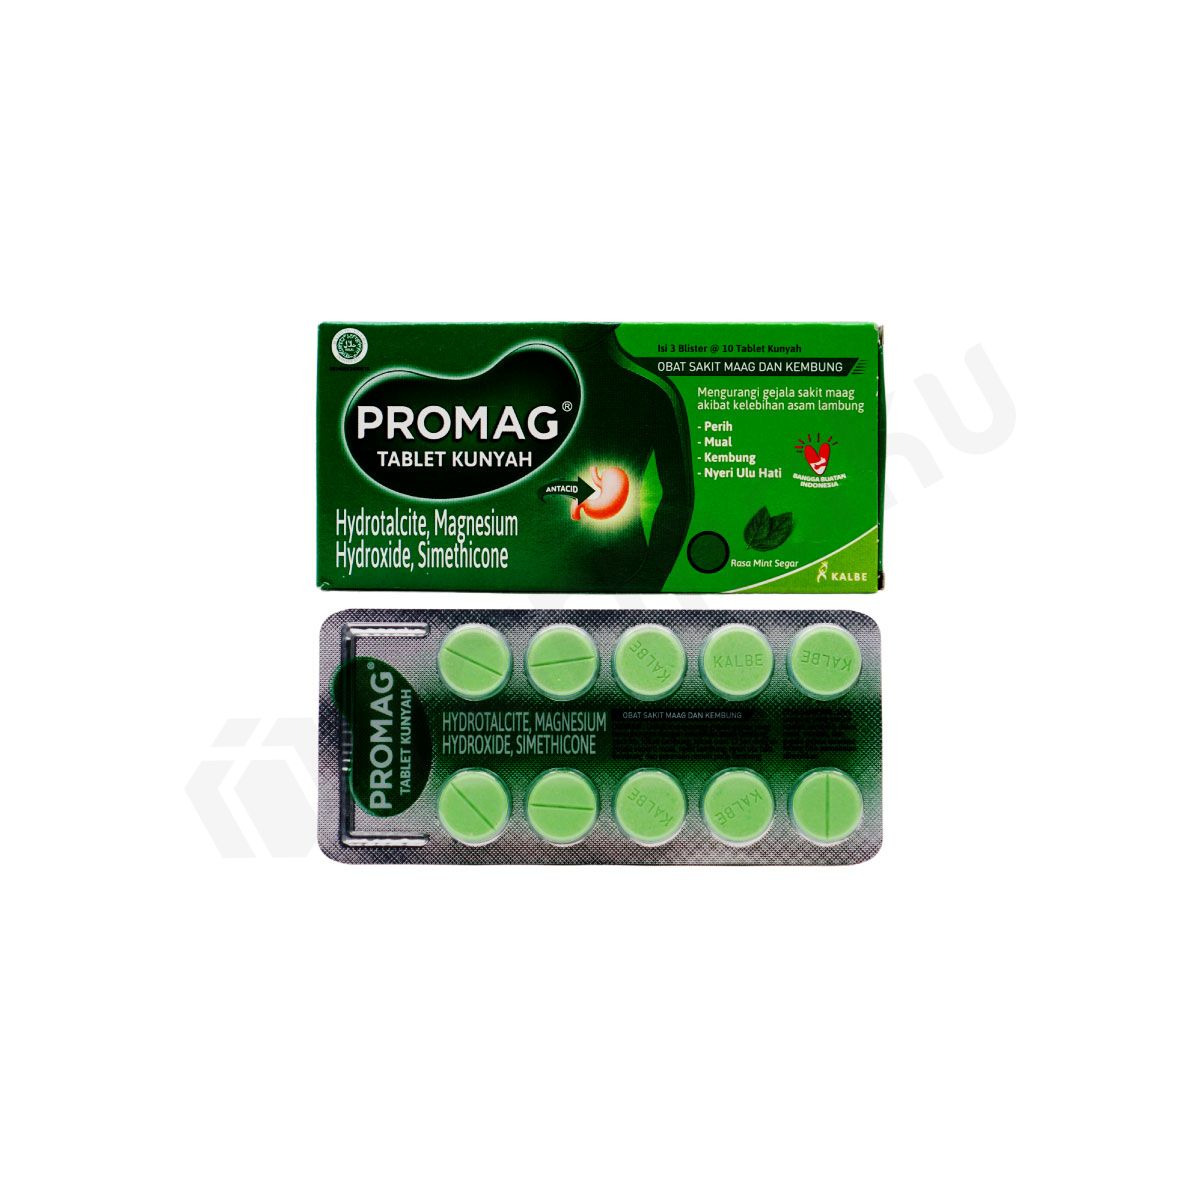 Isi 3 Blister @ 10 Tablet Kunyah
OBAT SAKIT MAAG DAN KEMBUNG
Mengurangi gejala sakit maag
akibat kelebihan asam lambung
- Perih
- Mual
- Kembung
- Nyeri Ulu Hati
PROMAG®
TABLET KUNYAH
ANTACID
BANGGA BUATAN
INDONESIA
Hydrotalcite, Magnesium
Hydroxide, Simethicone
Rasa Mint Segar
KALBE
PROMAG®
TABLET KUNYAH
KALBE
KALBE
KALBE
HYDROTALCITE, MAGNESIUM
HYDROXIDE, SIMETHICONE
OBAT SAKIT MAAG DAN KEMBUNG
KALBE
KALBE